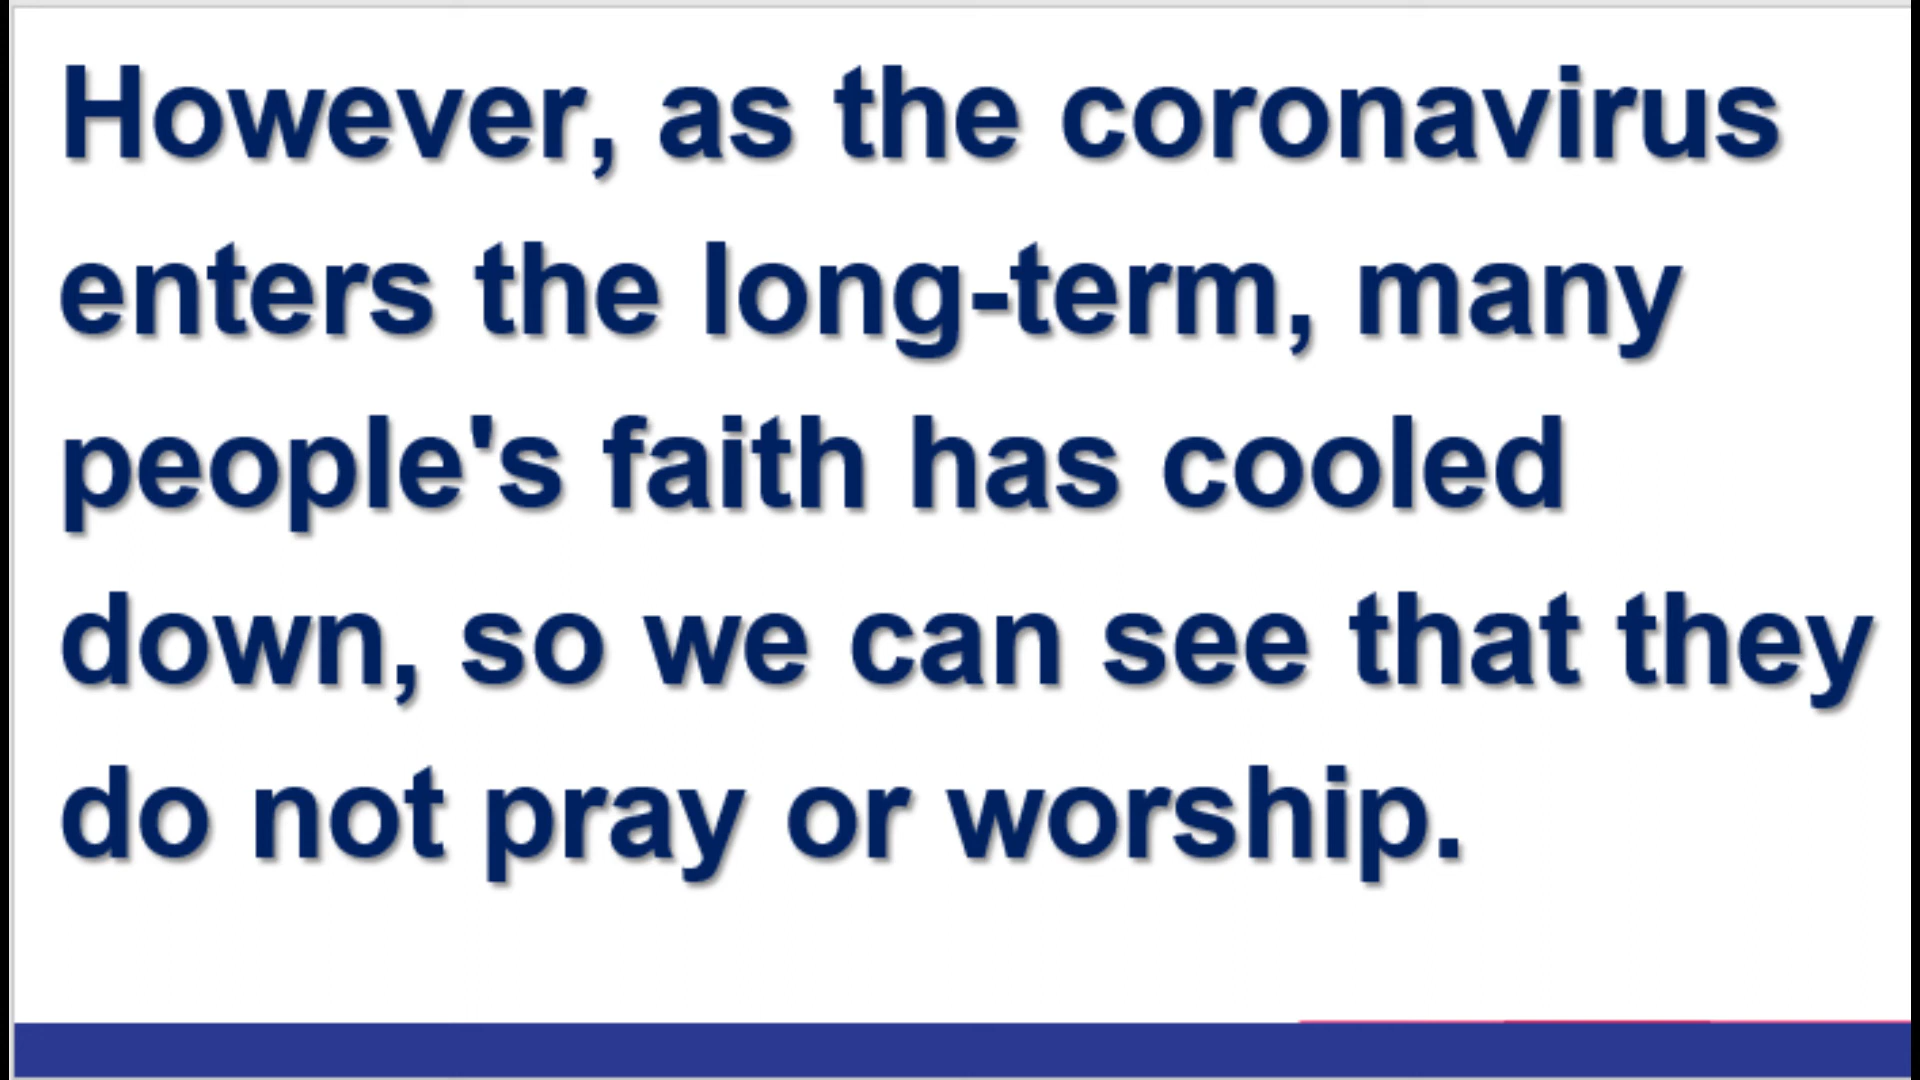 However, as the coronavirus
enters the long-term, many
people's faith has cooled
down, so we can see that they
do not pray or worship.